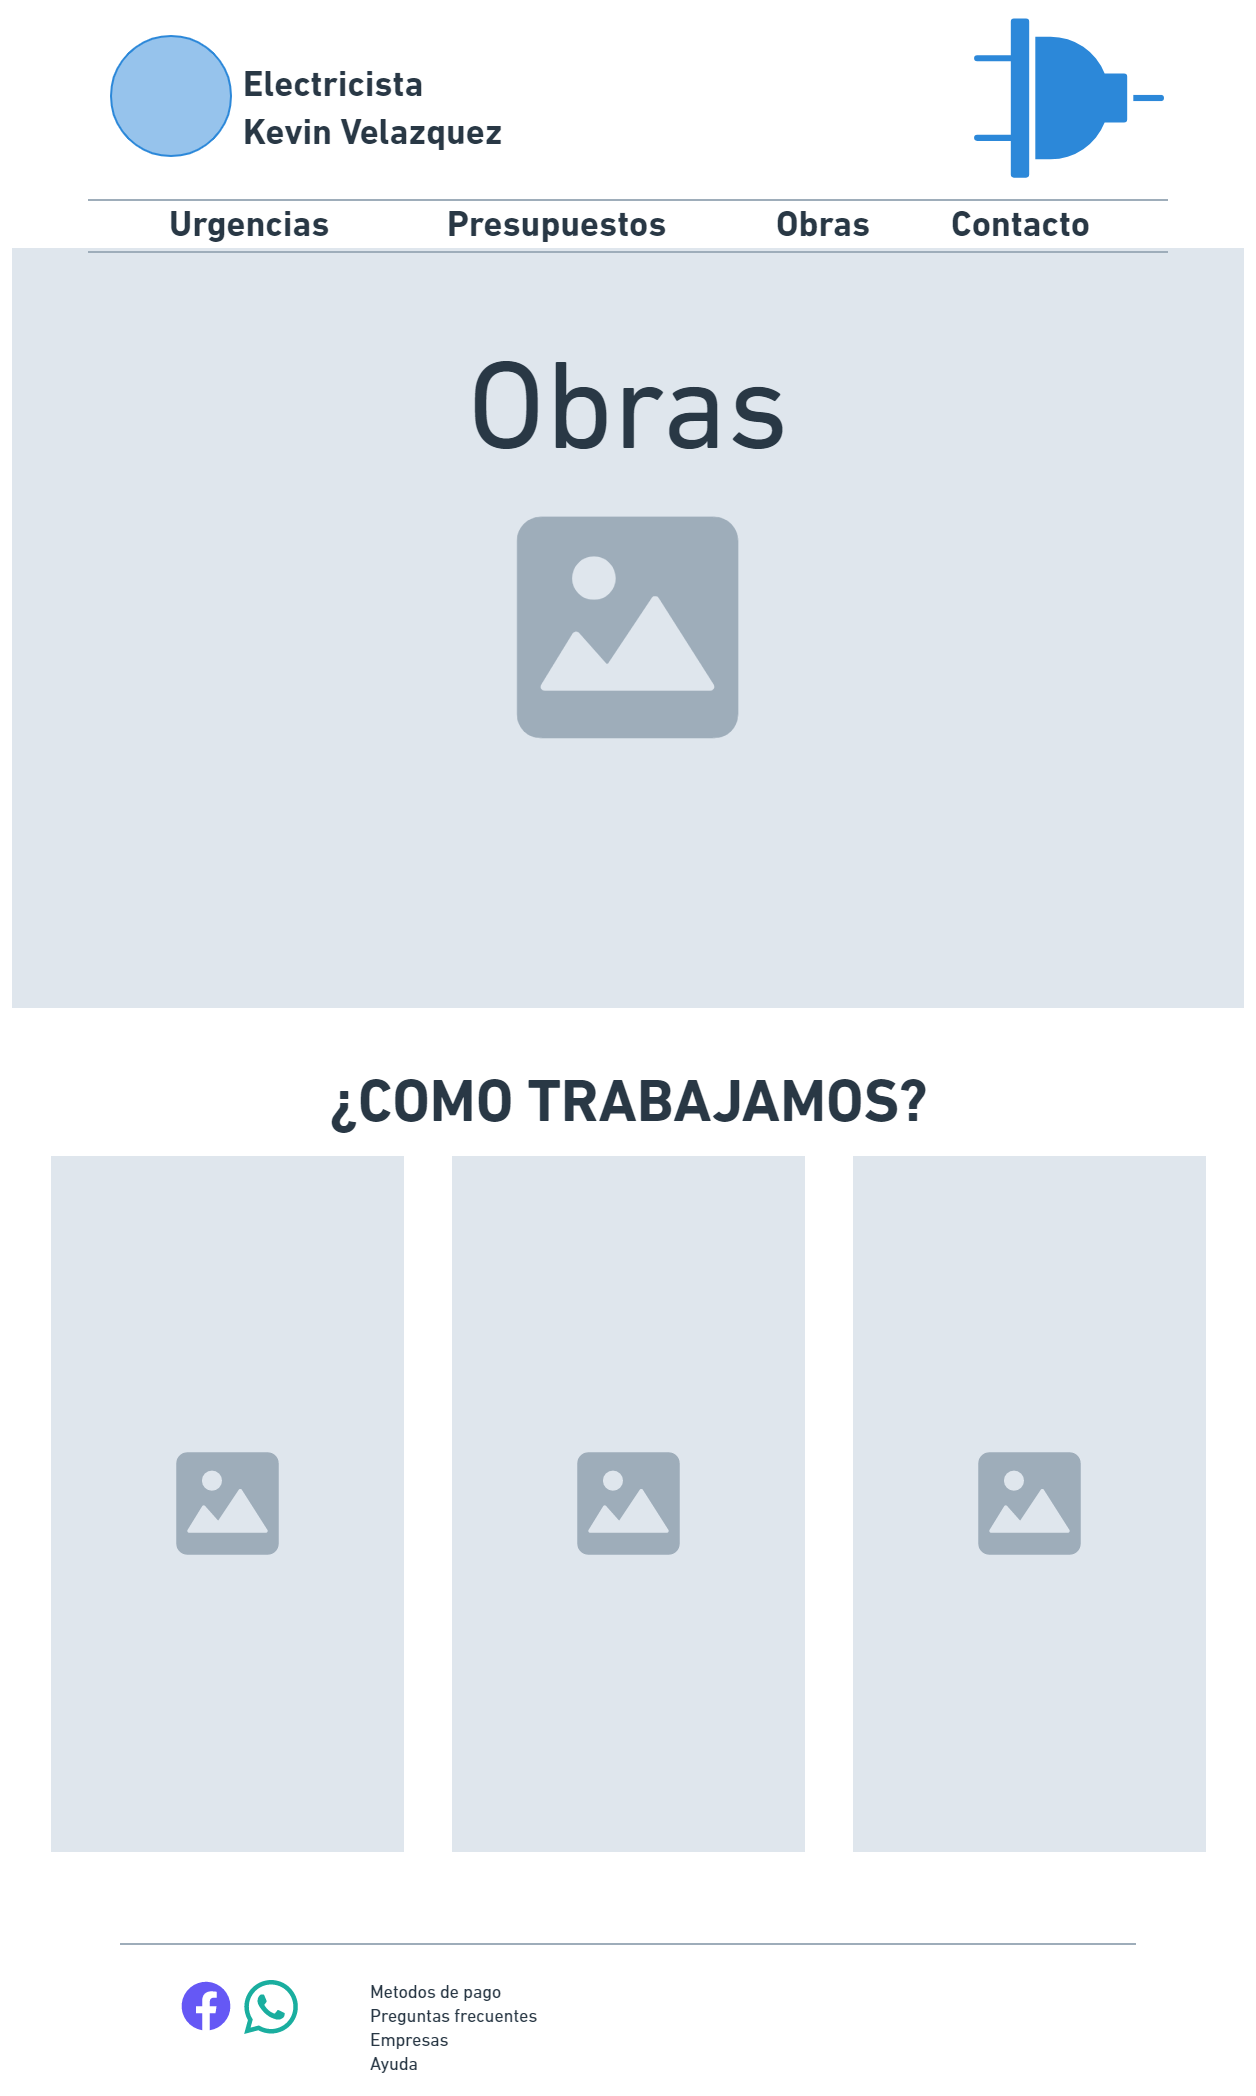 Electricista
Kevin Velazquez
Urgencias Presupuestos Obras Contacto
Obras
¿COMO TRABAJAMOS?
Metodos de pago
Preguntas frecuentes
Empresas
Ayuda